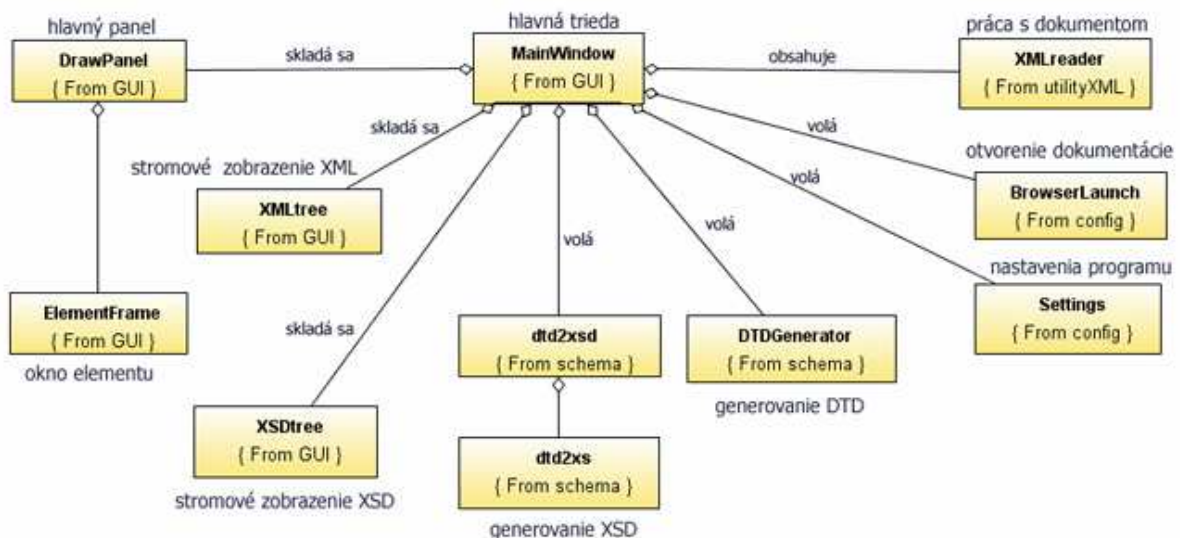 hlavný panel
DrawPanel
{ From GUI }
skladá sa
hlavná trieda
MainWindow
{ From GUI }
obsahuje
práca s dokumentom
XMLreader
{ From utilityXML }
skladá sa
volá
otvorenie dokumentácie
BrowserLaunch
{ From config }
stromové zobrazenie XML
XMLtree
{ From GUI }
volá
nastavenia programu
Settings
{ From config }
volá
volá
ElementFrame
{ From GUI }
okno elementu
skladá sa
dtd2xsd
{ From schema }
DTDGenerator
{ From schema }
generovanie DTD
XSDtree
{ From GUI }
stromové zobrazenie XSD
dtd2xs
{ From schema }
generovanie XSD